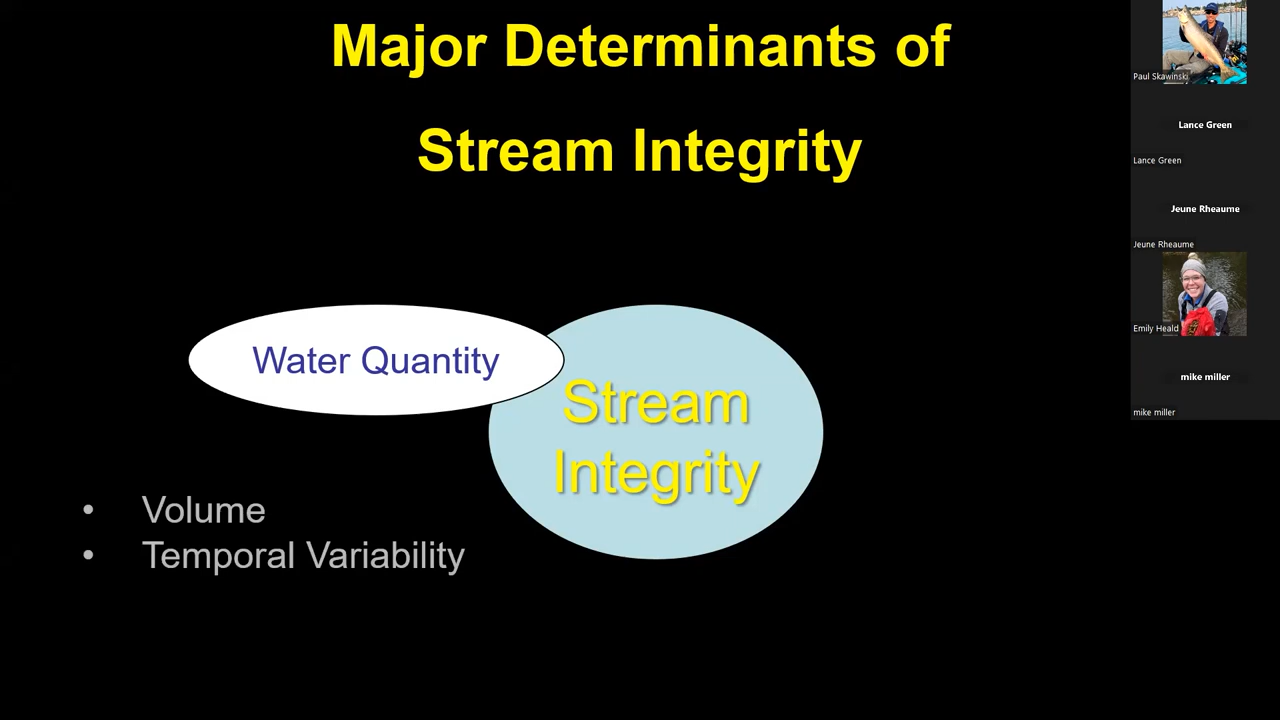 Major Determinants of
Stream Integrity
Water Quantity
Stream
Integrity
• Volume
• Temporal Variability
Paul Skawinski
Lance Green
Lance Green
Jeune Rheaume
Jeune Rheaume
Emily Heald
mike miller
mike miller